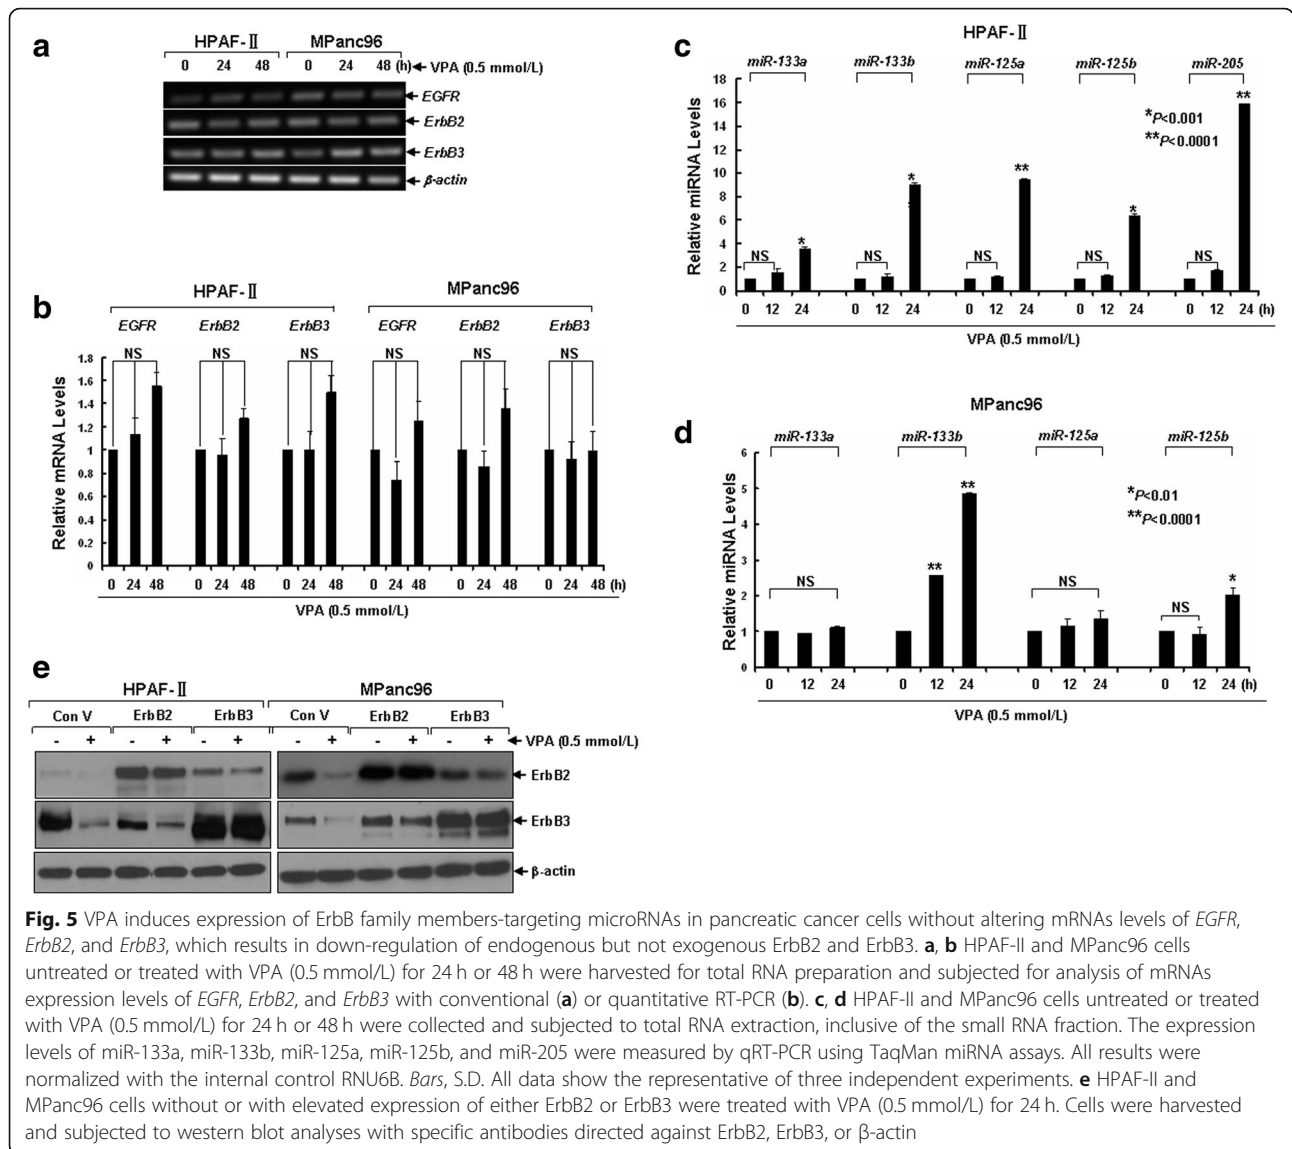 a
HPAF-Ⅱ MPanc96
0 24 48 0 24 48 (h) VPA (0.5 mmol/L)
EGFR
ErbB2
ErbB3
β-actin
b
HPAF-Ⅱ MPanc96
EGFR ErbB2 ErbB3 EGFR ErbB2 ErbB3
NS NS NS NS NS NS
Relative mRNA Levels
1.8
1.6
1.4
1.2
1
0.8
0.6
0.4
0.2
0
0 24 48 0 24 48 0 24 48 0 24 48 0 24 48 0 24 48 (h)
VPA (0.5 mmol/L)
c
HPAF-Ⅱ
miR-133a miR-133b miR-125a miR-125b miR-205
Relative miRNA Levels
18
16
14
12
10
8
6
4
2
0
*P<0.001
**P<0.0001
* * ** * **
NS NS NS NS NS
0 12 24 0 12 24 0 12 24 0 12 24 0 12 24 (h)
VPA (0.5 mmol/L)
d
MPanc96
miR-133a miR-133b miR-125a miR-125b
Relative miRNA Levels
6
5
4
3
2
1
0
*P<0.01
**P<0.0001
NS ** ** NS NS *
0 12 24 0 12 24 0 12 24 0 12 24 (h)
VPA (0.5 mmol/L)
e
HPAF-Ⅱ MPanc96
Con V ErbB2 ErbB3 Con V ErbB2 ErbB3
- + - + - + - + - + - + VPA (0.5 mmol/L)
ErbB2
ErbB3
β-actin
Fig. 5 VPA induces expression of ErbB family members-targeting microRNAs in pancreatic cancer cells without altering mRNAs levels of EGFR,
ErbB2, and ErbB3, which results in down-regulation of endogenous but not exogenous ErbB2 and ErbB3. a, b HPAF-II and MPanc96 cells
untreated or treated with VPA (0.5 mmol/L) for 24 h or 48 h were harvested for total RNA preparation and subjected for analysis of mRNAs
expression levels of EGFR, ErbB2, and ErbB3 with conventional (a) or quantitative RT-PCR (b). c, d HPAF-II and MPanc96 cells untreated or treated
with VPA (0.5 mmol/L) for 24 h or 48 h were collected and subjected to total RNA extraction, inclusive of the small RNA fraction. The expression
levels of miR-133a, miR-133b, miR-125a, miR-125b, and miR-205 were measured by qRT-PCR using TaqMan miRNA assays. All results were
normalized with the internal control RNU6B. Bars, S.D. All data show the representative of three independent experiments. e HPAF-II and
MPanc96 cells without or with elevated expression of either ErbB2 or ErbB3 were treated with VPA (0.5 mmol/L) for 24 h. Cells were harvested
and subjected to western blot analyses with specific antibodies directed against ErbB2, ErbB3, or β-actin